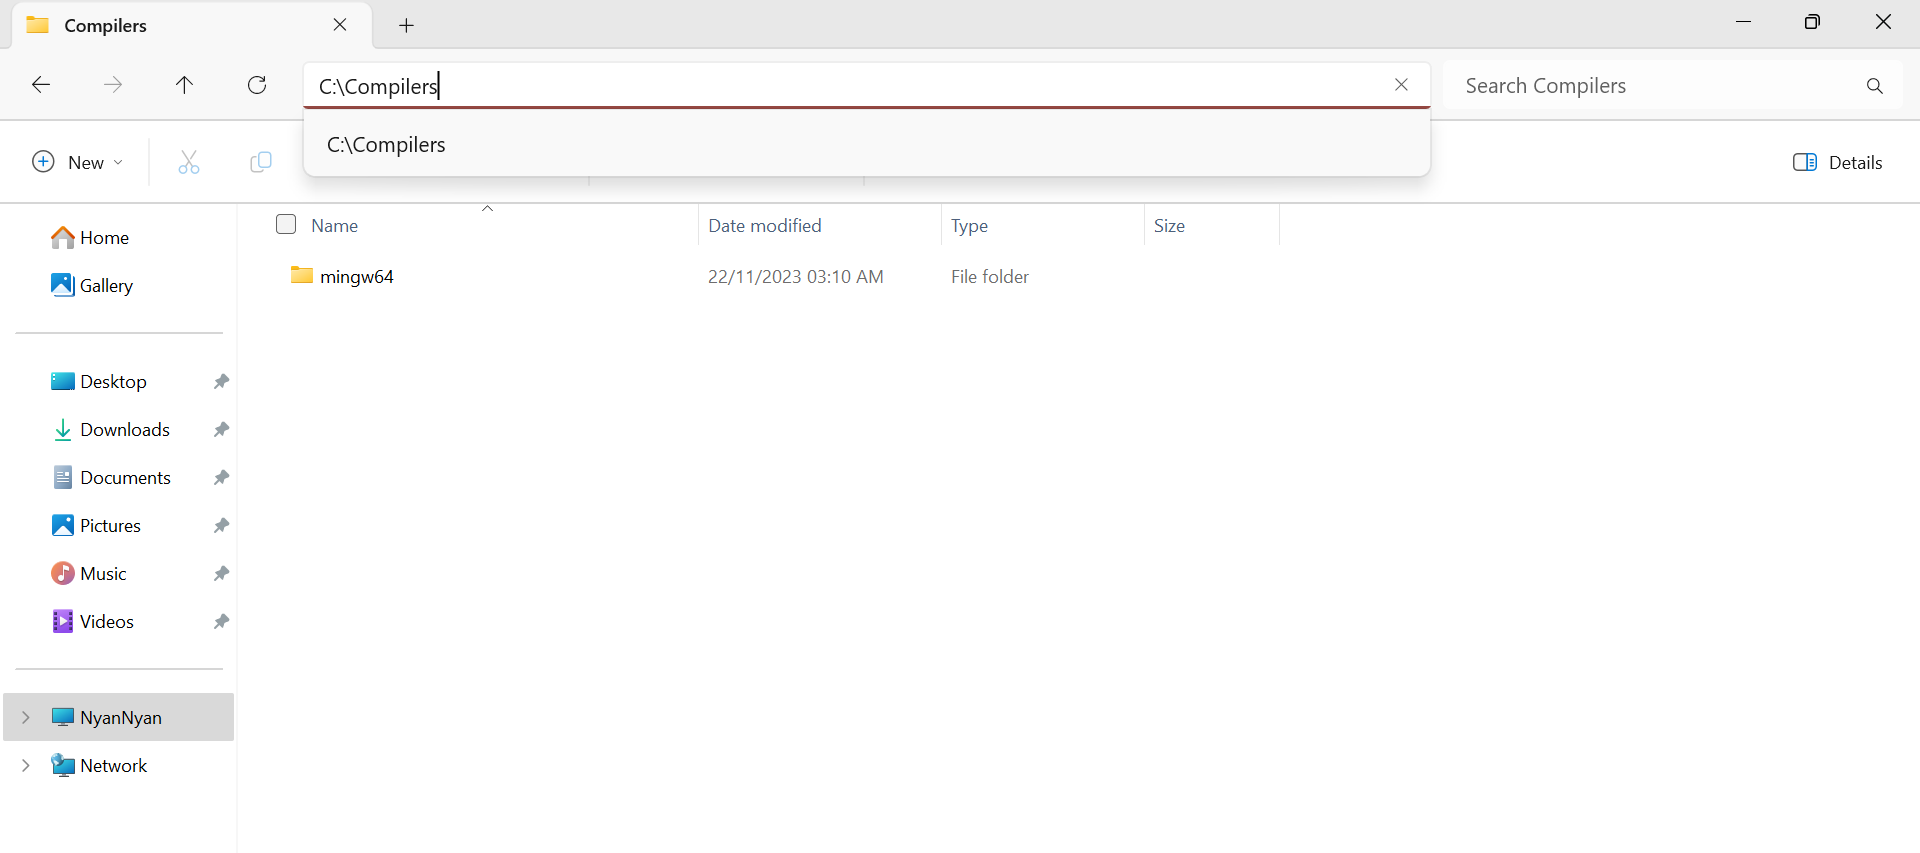 Compilers
C:\Compilers
Search Compilers
C:\Compilers
New
Details
Name
Date modified
Type
Size
mingw64
22/11/2023 03:10 AM
File folder
Home
Gallery
Desktop
Downloads
Documents
Pictures
Music
Videos
NyanNyan
Network